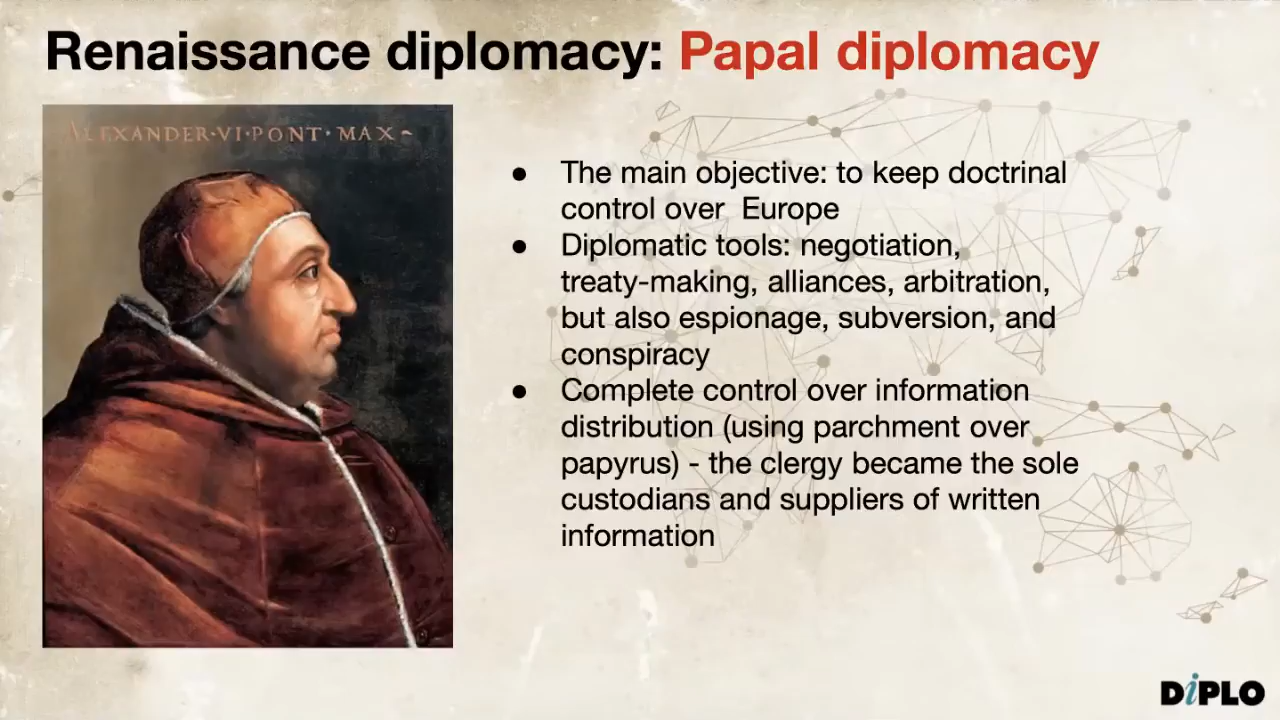 Renaissance diplomacy: Papal diplomacy
ALEXANDER·VI·PONT·MAX~
● The main objective: to keep doctrinal
control over Europe
● Diplomatic tools: negotiation,
treaty-making, alliances, arbitration,
but also espionage, subversion, and
conspiracy
● Complete control over information
distribution (using parchment over
papyrus) - the clergy became the sole
custodians and suppliers of written
information
DiPLO